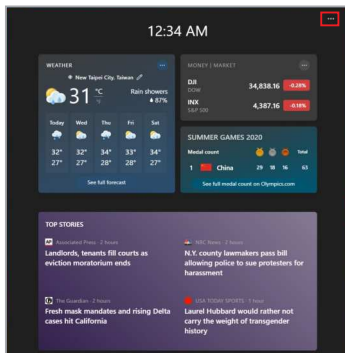 12:34 AM
WEATHER
New Taipei City, Taiwan
31 °C
Rain showers
87%
Today Wed Thu Fri Sat
32° 32° 34° 33° 34°
27° 27° 28° 28° 27°
See full forecast
MONEY | MARKET
DJI
DOW
34,838.16 -0.28%
INX
S&P 500
4,387.16 -0.18%
SUMMER GAMES 2020
Medal count Total
1 China 29 18 16 63
See full medal count on Olympics.com
TOP STORIES
AP Associated Press · 2 hours
Landlords, tenants fill courts as
eviction moratorium ends
NBC News · 2 hours
N.Y. county lawmakers pass bill
allowing police to sue protesters for
harassment
The Guardian · 2 hours
Fresh mask mandates and rising Delta
cases hit California
USA TODAY SPORTS · 1 hour
Laurel Hubbard would rather not
carry the weight of transgender
history